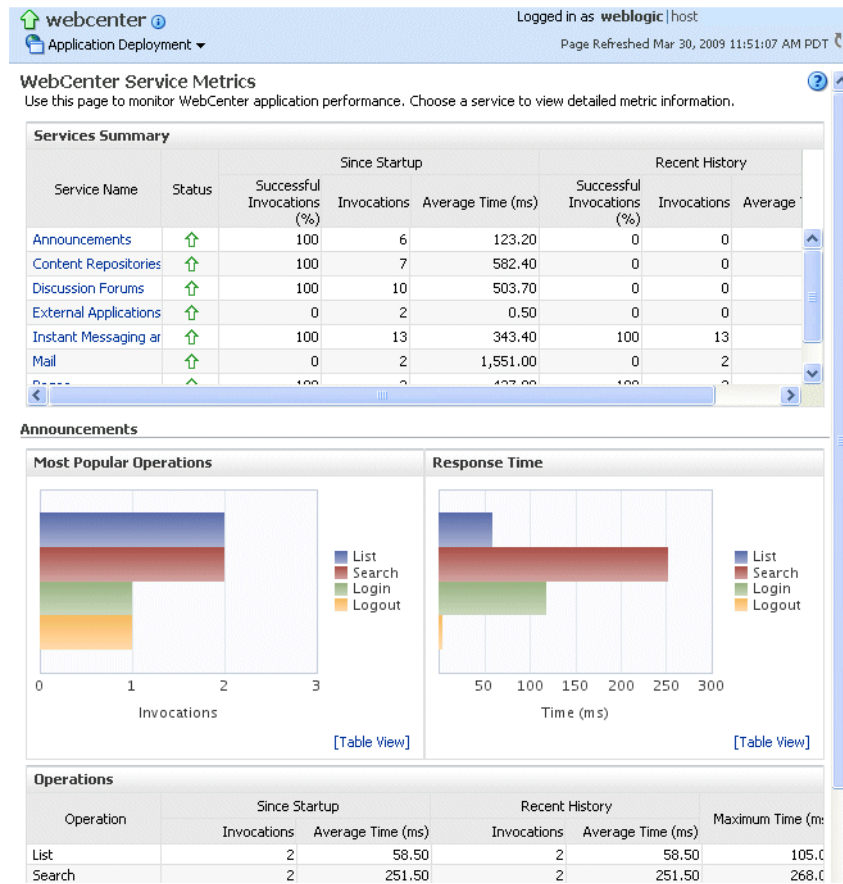 webcenter
Logged in as weblogic|host
Application Deployment
Page Refreshed Mar 30, 2009 11:51:07 AM PDT
WebCenter Service Metrics
Use this page to monitor WebCenter application performance. Choose a service to view detailed metric information.
Services Summary
Since Startup Recent History
Service Name Status Successful Invocations (%) Invocations Average Time (ms) Successful Invocations (%) Invocations Average
Announcements 100 6 123.20 0 0
Content Repositories 100 7 582.40 0 0
Discussion Forums 100 10 503.70 0 0
External Applications 0 2 0.50 0 0
Instant Messaging ar 100 13 343.40 100 13
Mail 0 2 1,551.00 0 2
Announcements
Most Popular Operations
List
Search
Login
Logout
0 1 2 3
Invocations
[Table View]
Response Time
List
Search
Login
Logout
50 100 150 200 250 300
Time (ms)
[Table View]
Operations
Operation Since Startup Recent History Maximum Time (m
Invocations Average Time (ms) Invocations Average Time (ms)
List 2 58.50 2 58.50 105.0
Search 2 251.50 2 251.50 268.0